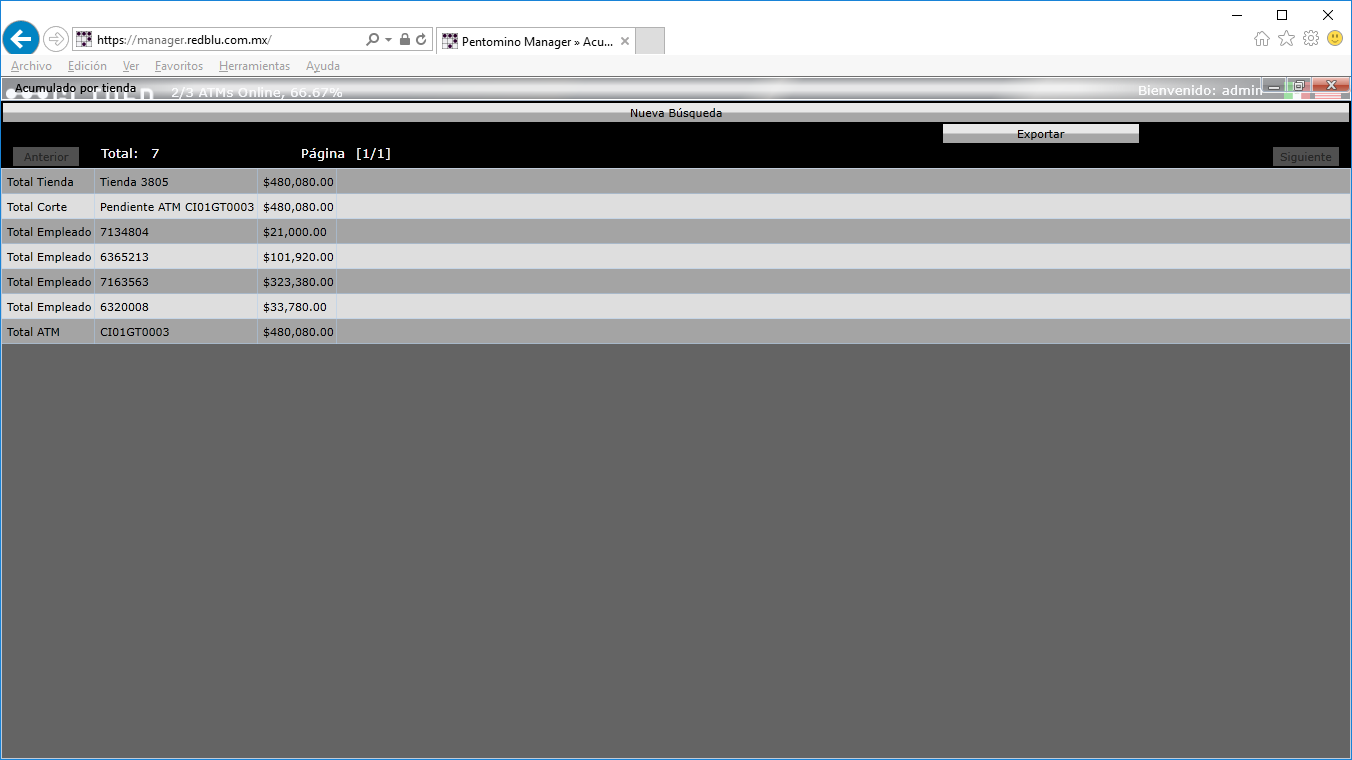 https://manager.redblu.com.mx/
Pentomino Manager » Acu...
Archivo Edición Ver Favoritos Herramientas Ayuda
Acumulado por tienda
2/3 ATMs Online, 66.67%
Bienvenido: admin
Nueva Búsqueda
Exportar
Anterior Total: 7 Página [1/1] Siguiente
Total Tienda Tienda 3805 $480,080.00
Total Corte Pendiente ATM CI01GT0003 $480,080.00
Total Empleado 7134804 $21,000.00
Total Empleado 6365213 $101,920.00
Total Empleado 7163563 $323,380.00
Total Empleado 6320008 $33,780.00
Total ATM CI01GT0003 $480,080.00